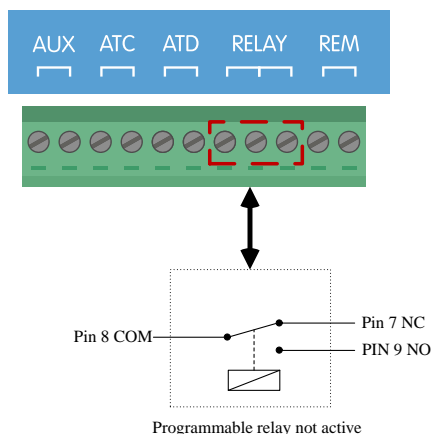 AUX ATC ATD RELAY REM
Pin 7 NC
Pin 8 COM
PIN 9 NO
Programmable relay not active